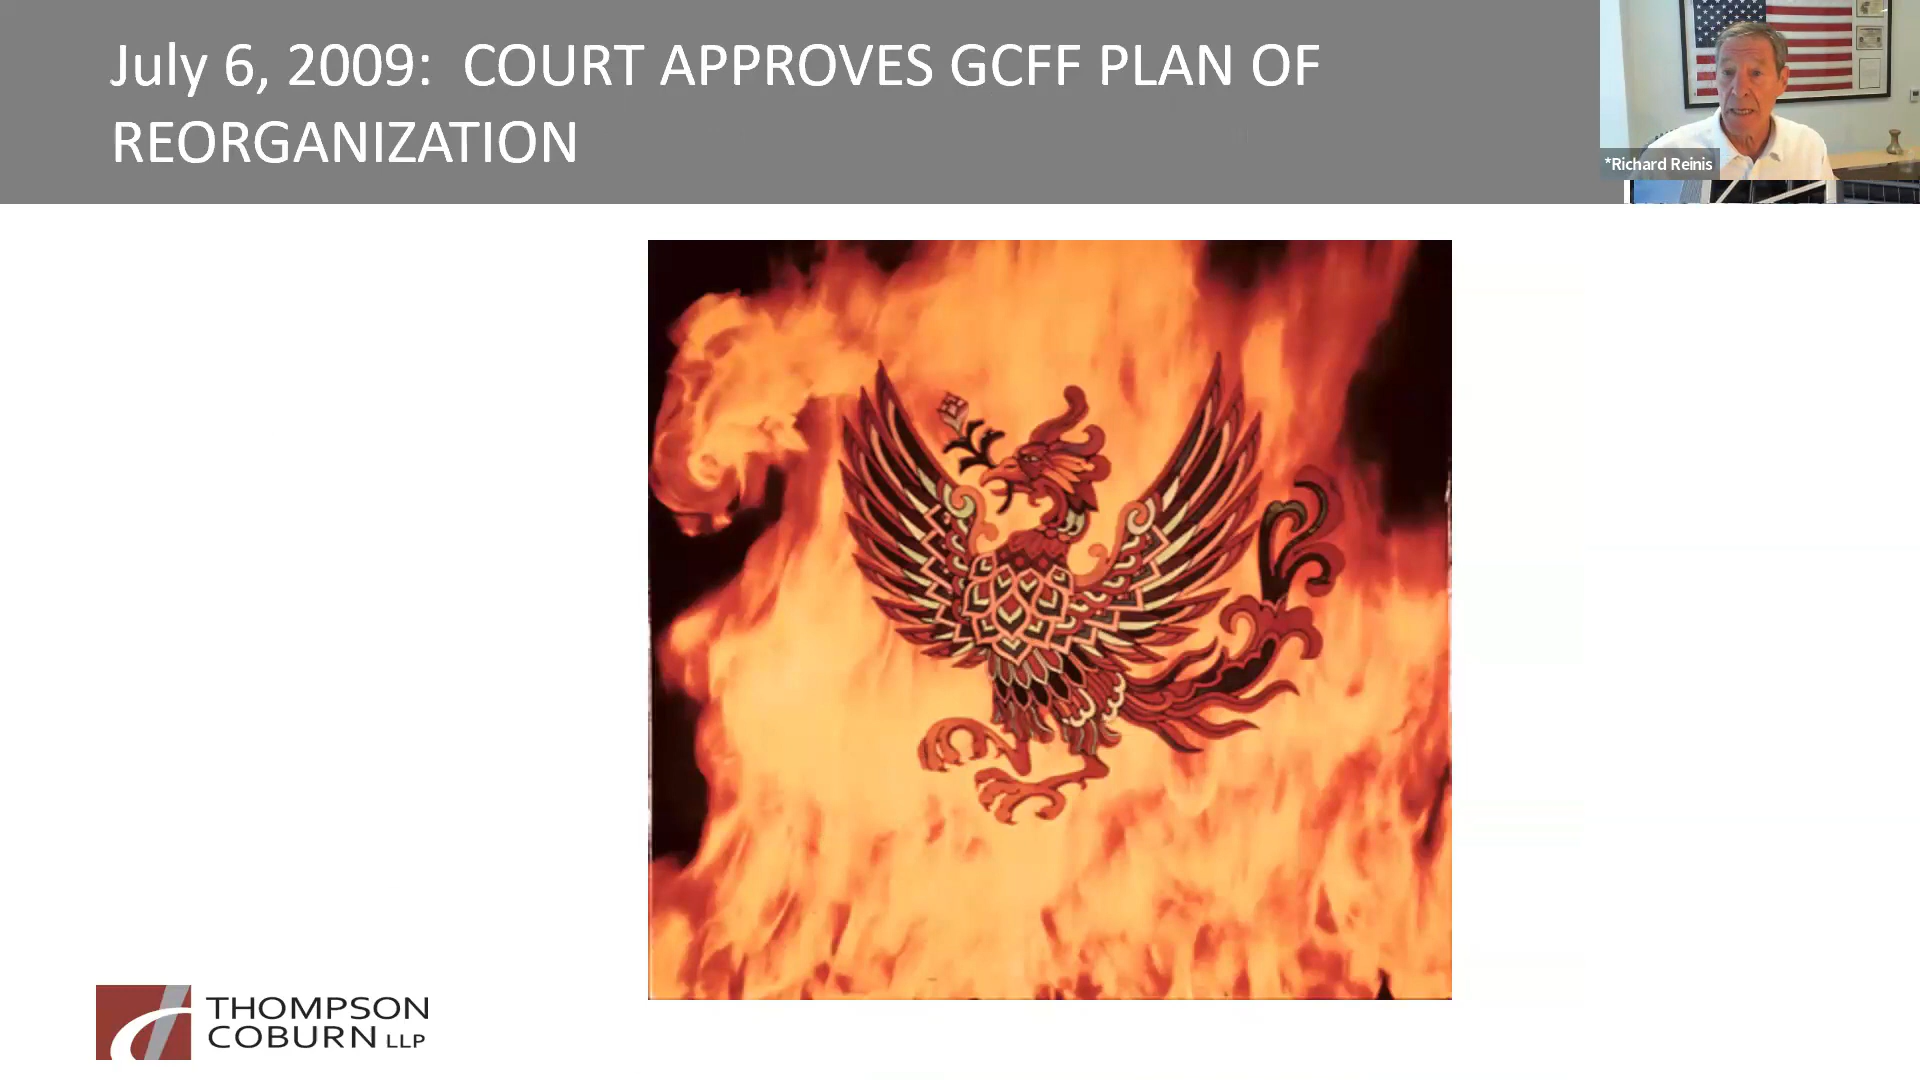 July 6, 2009:  COURT APPROVES GCFF PLAN OF
REORGANIZATION
*Richard Reinis
THOMPSON
COBURN LLP